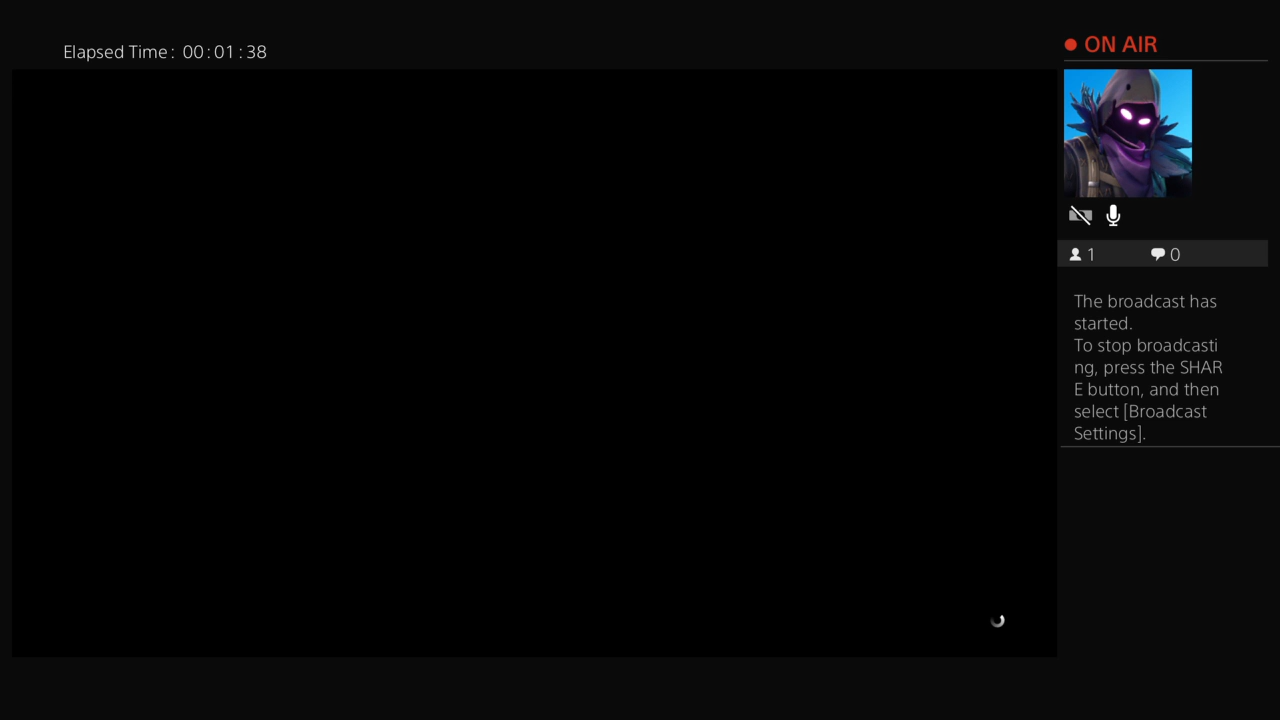 Elapsed Time: 00:01:38
ON AIR
1 0
The broadcast has
started.
To stop broadcasti
ng, press the SHAR
E button, and then
select [Broadcast
Settings].